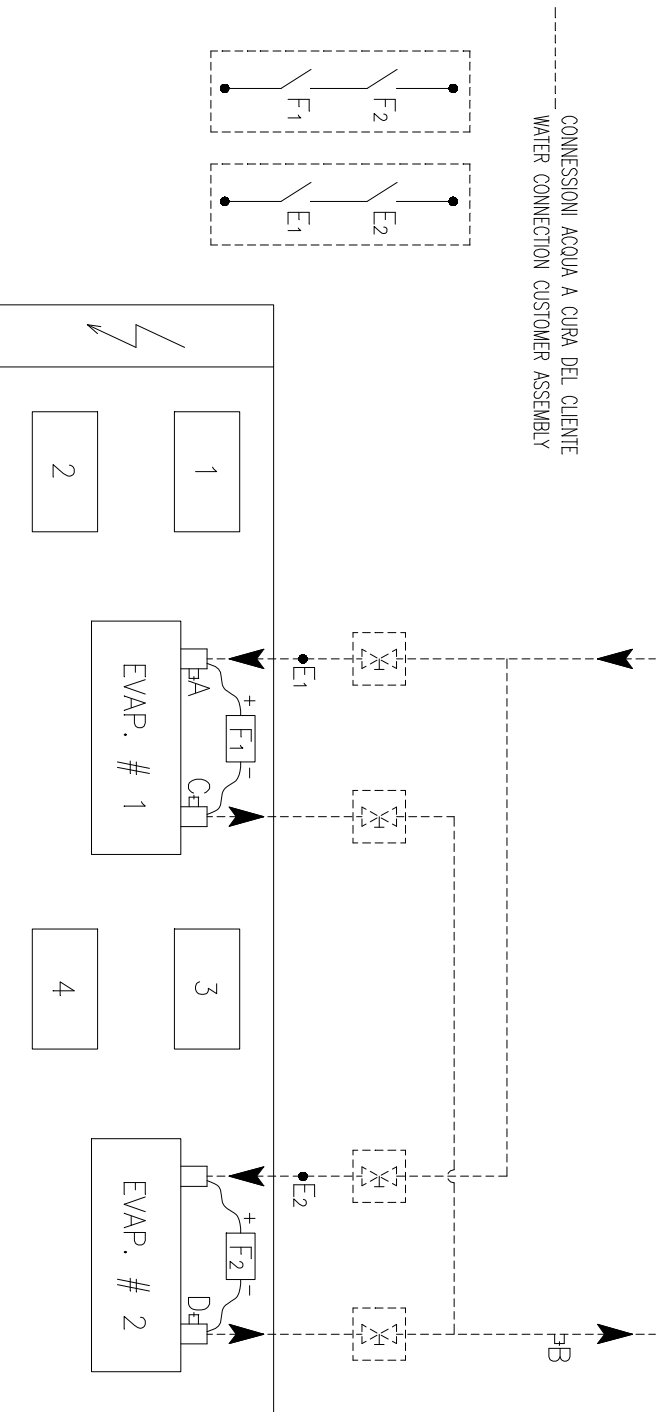 CONNESSIONI ACQUA A CURA DEL CLIENTE
WATER CONNECTION CUSTOMER ASSEMBLY
F1
F2
E1
E2
1
2
E1
A
+
F1
-
C
EVAP. # 1
3
4
E2
+
F2
-
D
EVAP. # 2
B